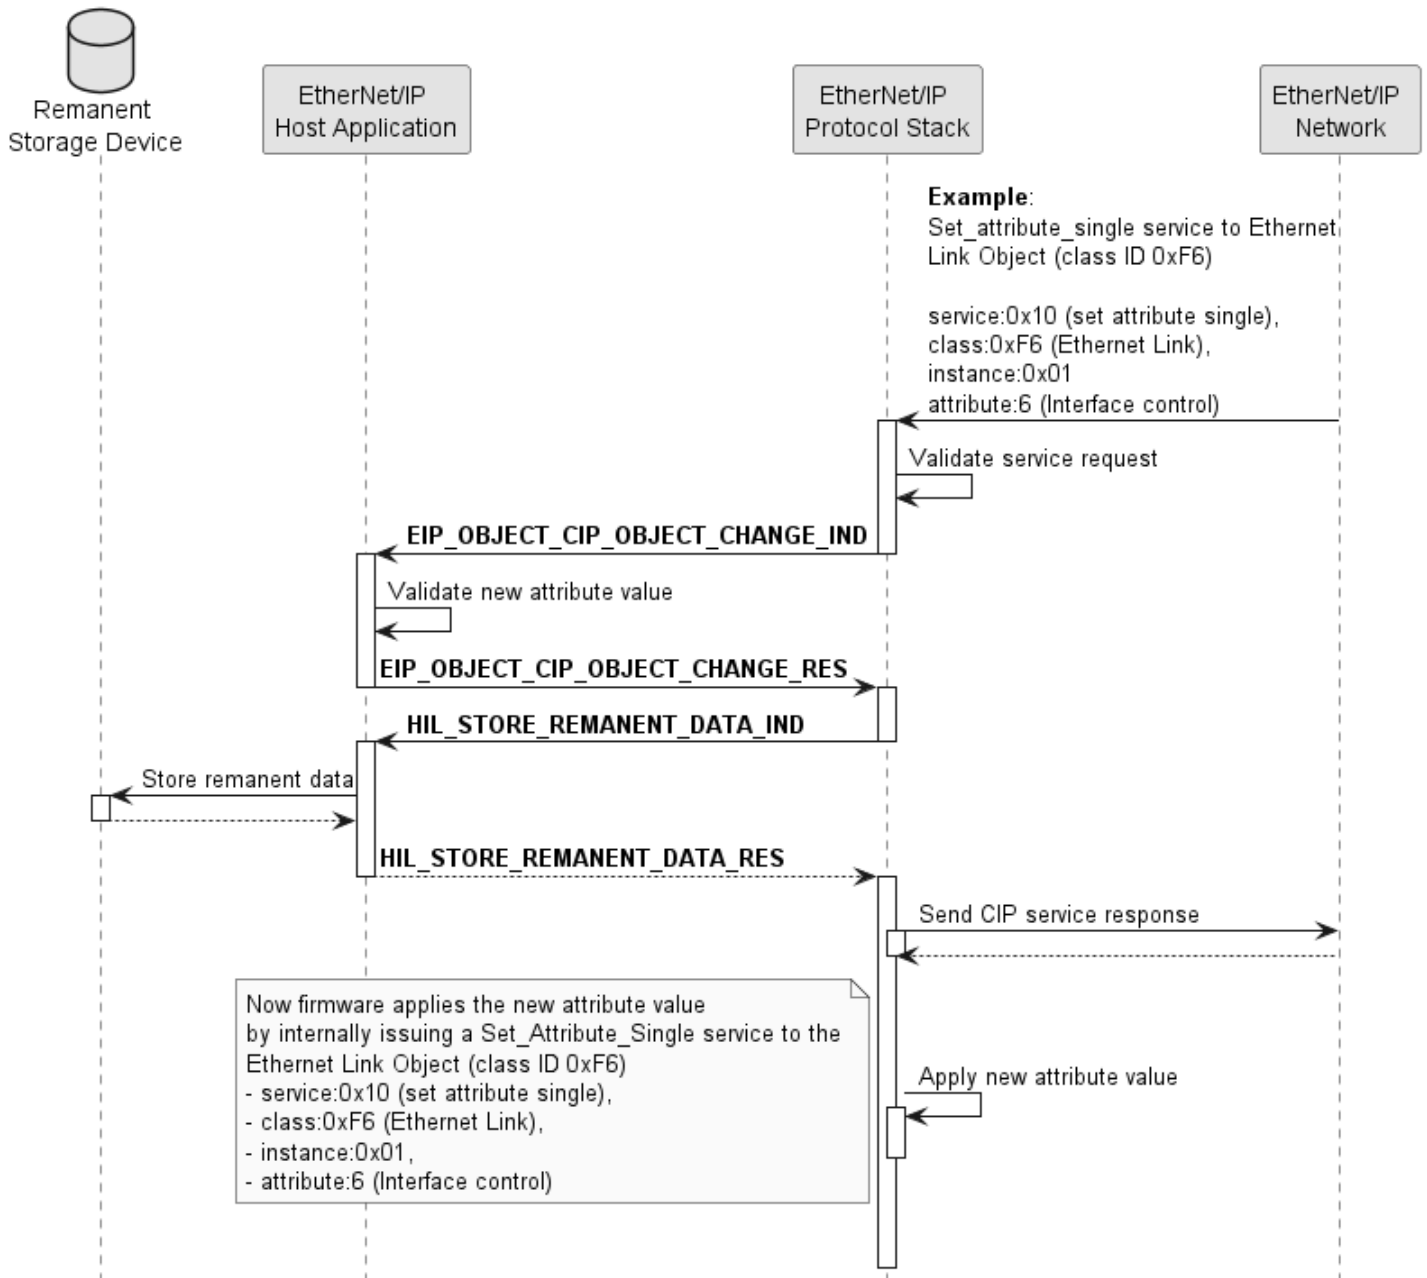 Remanent
Storage Device
EtherNet/IP
Host Application
EtherNet/IP
Protocol Stack
EtherNet/IP
Network
Example:
Set_attribute_single service to Ethernet
Link Object (class ID 0xF6)
service:0x10 (set attribute single),
class:0xF6 (Ethernet Link),
instance:0x01
attribute:6 (Interface control)
Validate service request
EIP_OBJECT_CIP_OBJECT_CHANGE_IND
Validate new attribute value
EIP_OBJECT_CIP_OBJECT_CHANGE_RES
HIL_STORE_REMANENT_DATA_IND
Store remanent data
HIL_STORE_REMANENT_DATA_RES
Send CIP service response
Now firmware applies the new attribute value
by internally issuing a Set_Attribute_Single service to the
Ethernet Link Object (class ID 0xF6)
- service:0x10 (set attribute single),
- class:0xF6 (Ethernet Link),
- instance:0x01,
- attribute:6 (Interface control)
Apply new attribute value